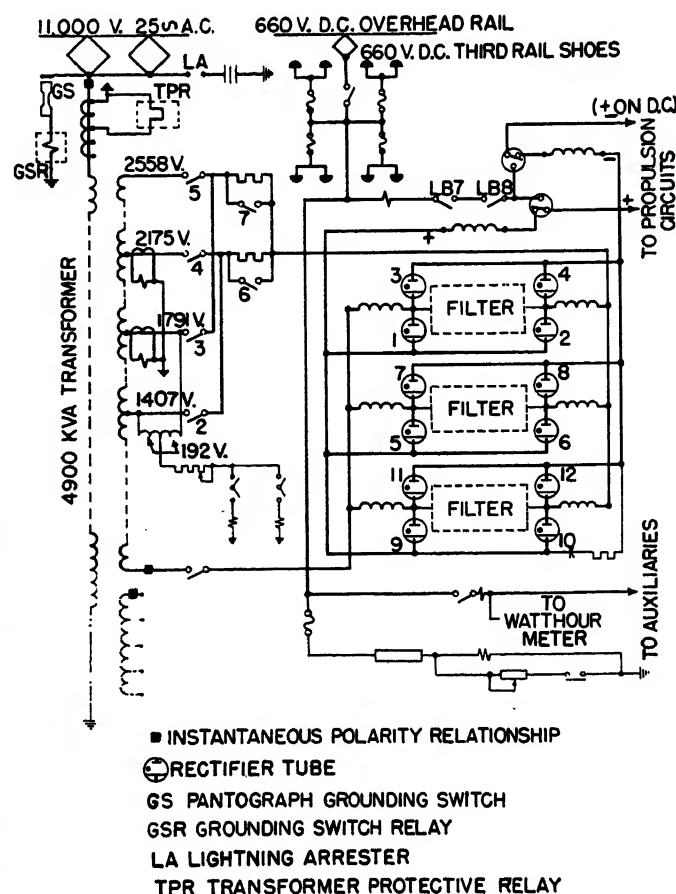 11.000 V. 25∿ A.C.
660 V. D.C. OVERHEAD RAIL
660 V. D.C. THIRD RAIL SHOES
LA
GS
TPR
GSR
(± ON D.C.)
−
+
TO PROPULSION
CIRCUITS
LB7 LB8
+
2558 V.
5
7
2175 V.
4
6
1791 V.
3
1407 V.
2
192 V.
4900 KVA TRANSFORMER
3 4
FILTER
1 2
7 8
FILTER
5 6
11 12
FILTER
9 10
TO AUXILIARIES
TO
WATTHOUR
METER
■ INSTANTANEOUS POLARITY RELATIONSHIP
RECTIFIER TUBE
GS PANTOGRAPH GROUNDING SWITCH
GSR GROUNDING SWITCH RELAY
LA LIGHTNING ARRESTER
TPR TRANSFORMER PROTECTIVE RELAY